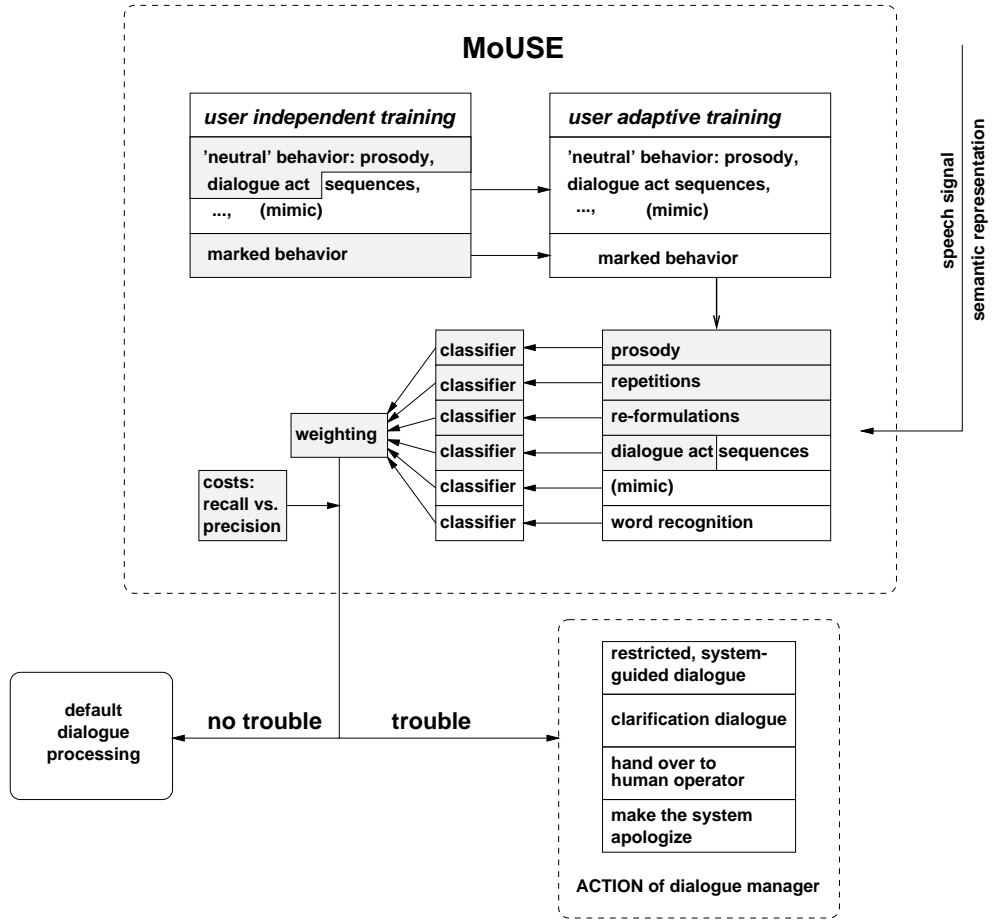 MoUSE
user independent training
'neutral' behavior: prosody,
dialogue act sequences,
..., (mimic)
marked behavior
user adaptive training
'neutral' behavior: prosody,
dialogue act sequences,
..., (mimic)
marked behavior
speech signal
semantic representation
classifier
prosody
classifier
repetitions
classifier
re-formulations
classifier
dialogue act sequences
classifier
(mimic)
classifier
word recognition
weighting
costs:
recall vs.
precision
default
dialogue
processing
no trouble
trouble
restricted, system-
guided dialogue
clarification dialogue
hand over to
human operator
make the system
apologize
ACTION of dialogue manager